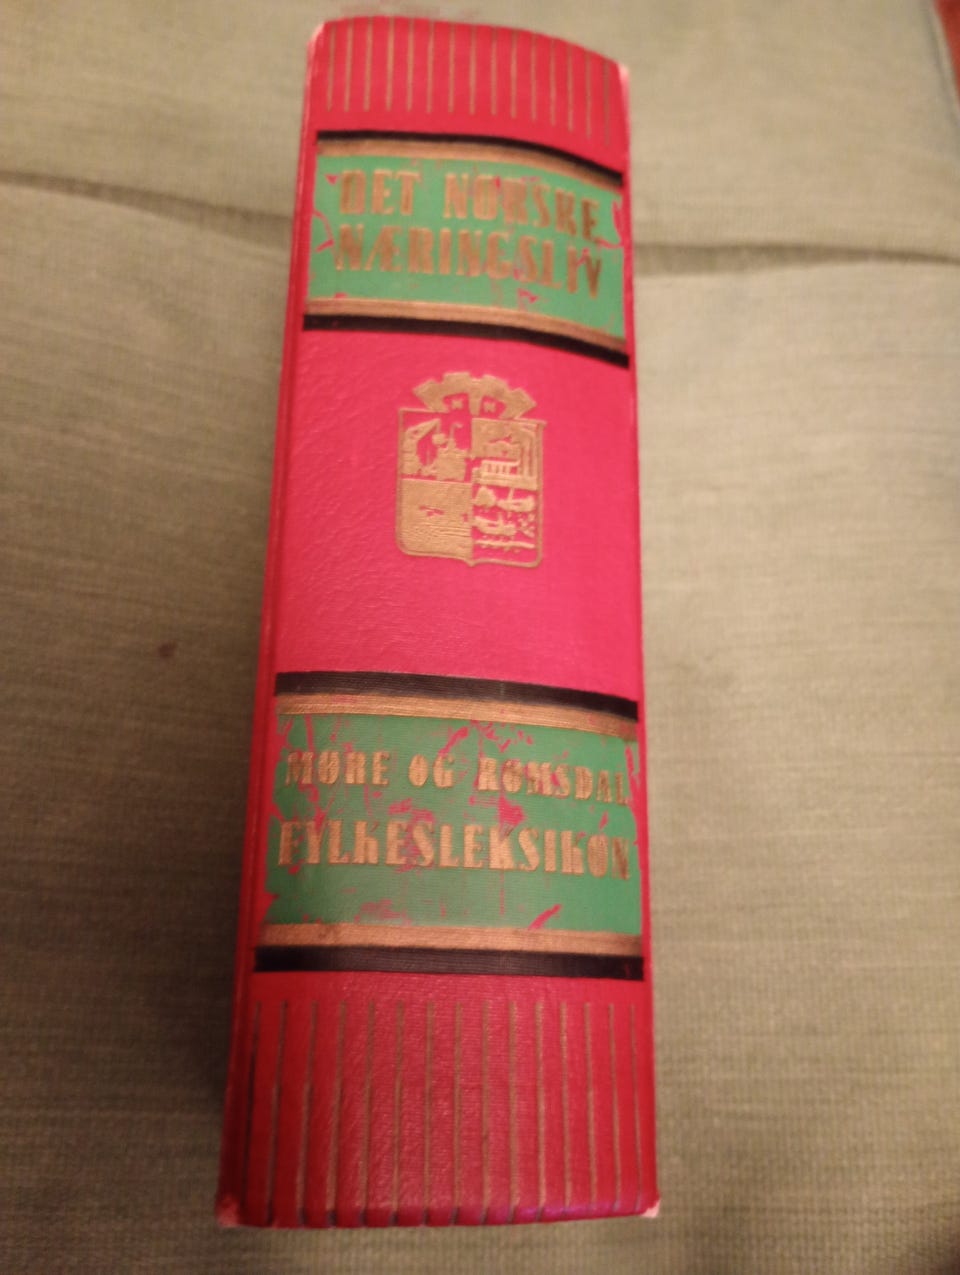 DET NORSKE
NÆRINGSLIV
N N
MØRE OG ROMSDAL
FYLKESLEKSIKON